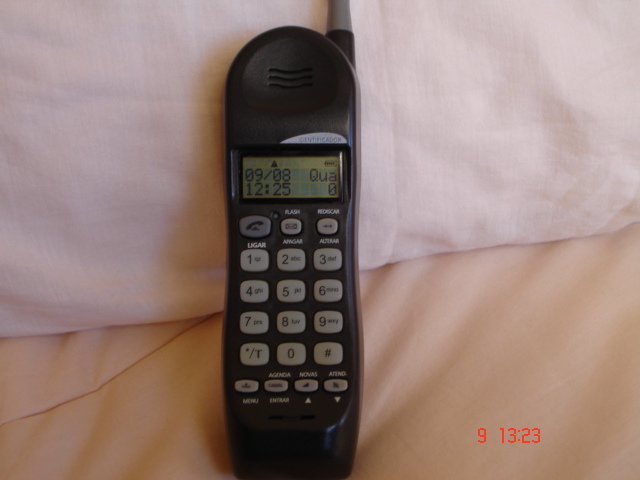 IDENTIFICADOR
09/08 Qua
12:25 0
FLASH REDISCAR
LIGAR APAGAR ALTERAR
1 2 abc 3 def
4 ghi 5 jkl 6 mno
7 8 tuv 9 wxy
*/T 0 #
AGENDA NOVAS ATEND.
MENU ENTRAR
9 13:23